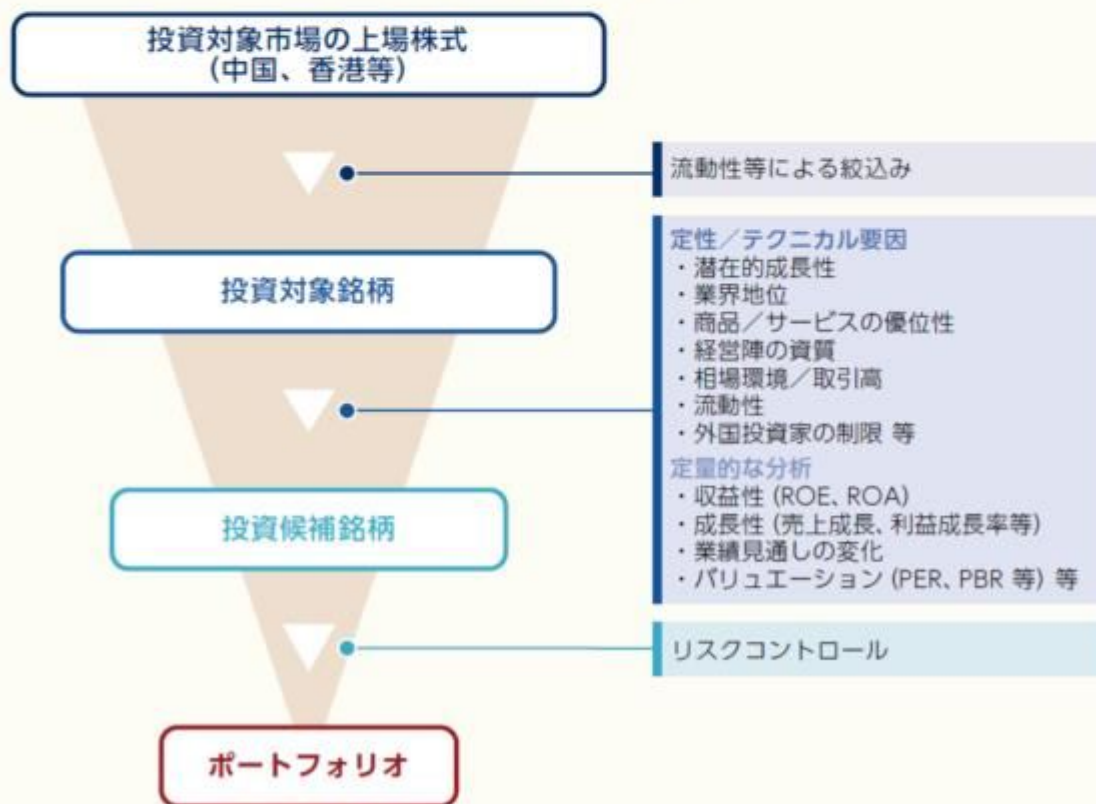 投資対象市場の上場株式
(中国、香港等)
流動性等による絞込み
投資対象銘柄
定性／テクニカル要因
・潜在的成長性
・業界地位
・商品／サービスの優位性
・経営陣の資質
・相場環境／取引高
・流動性
・外国投資家の制限 等
定量的な分析
・収益性 (ROE、ROA)
・成長性 (売上成長、利益成長率等)
・業績見通しの変化
・バリュエーション (PER、PBR 等) 等
投資候補銘柄
リスクコントロール
ポートフォリオ